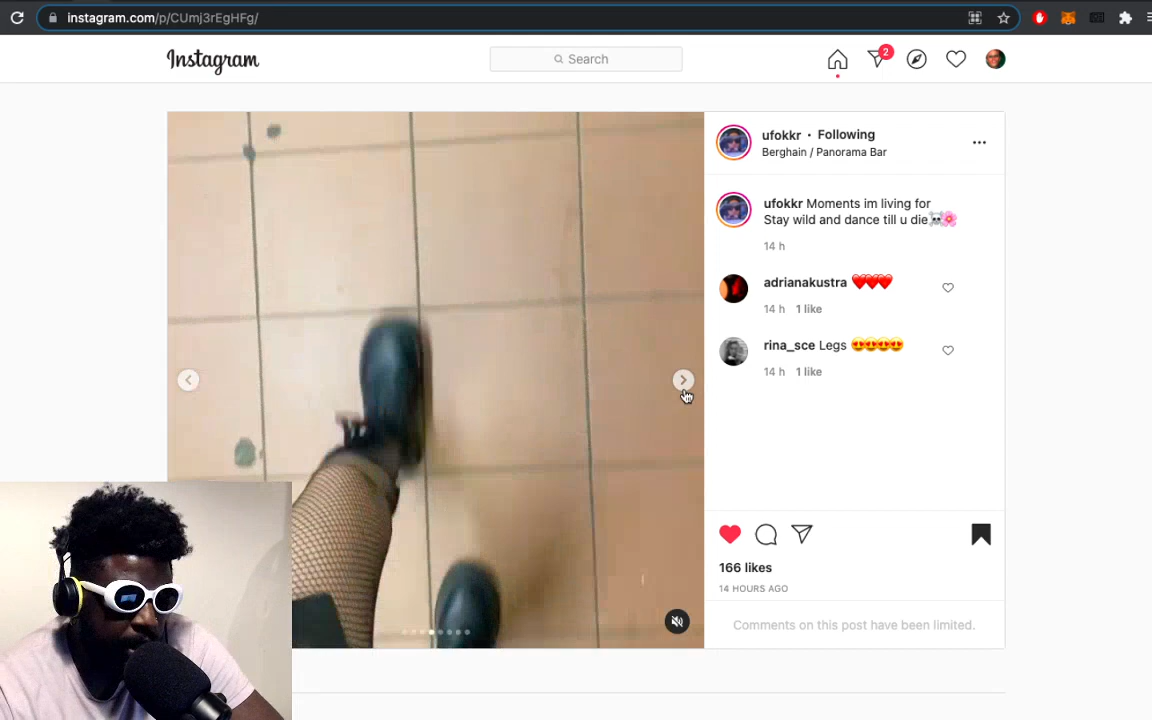 instagram.com/p/CUmj3rEgHFg/
Instagram
Search
2
ufokkr • Following
Berghain / Panorama Bar
ufokkr Moments im living for
Stay wild and dance till u die☠️🌸
14 h
adrianakustra ❤️❤️❤️
14 h 1 like
rina_sce Legs 😍😍😍😍
14 h 1 like
166 likes
14 HOURS AGO
Comments on this post have been limited.